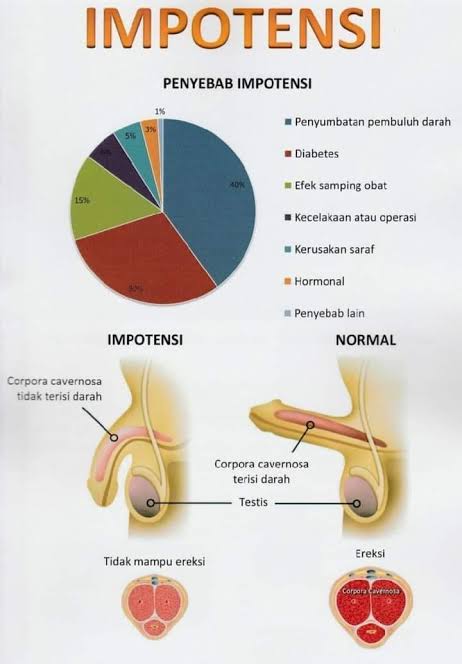 IMPOTENSI
PENYEBAB IMPOTENSI
1%
3%
5%
6%
15%
40%
30%
Penyumbatan pembuluh darah
Diabetes
Efek samping obat
Kecelakaan atau operasi
Kerusakan saraf
Hormonal
Penyebab lain
IMPOTENSI
NORMAL
Corpora cavernosa
tidak terisi darah
Corpora cavernosa
terisi darah
Testis
Tidak mampu ereksi
Ereksi
Corpora Cavernosa